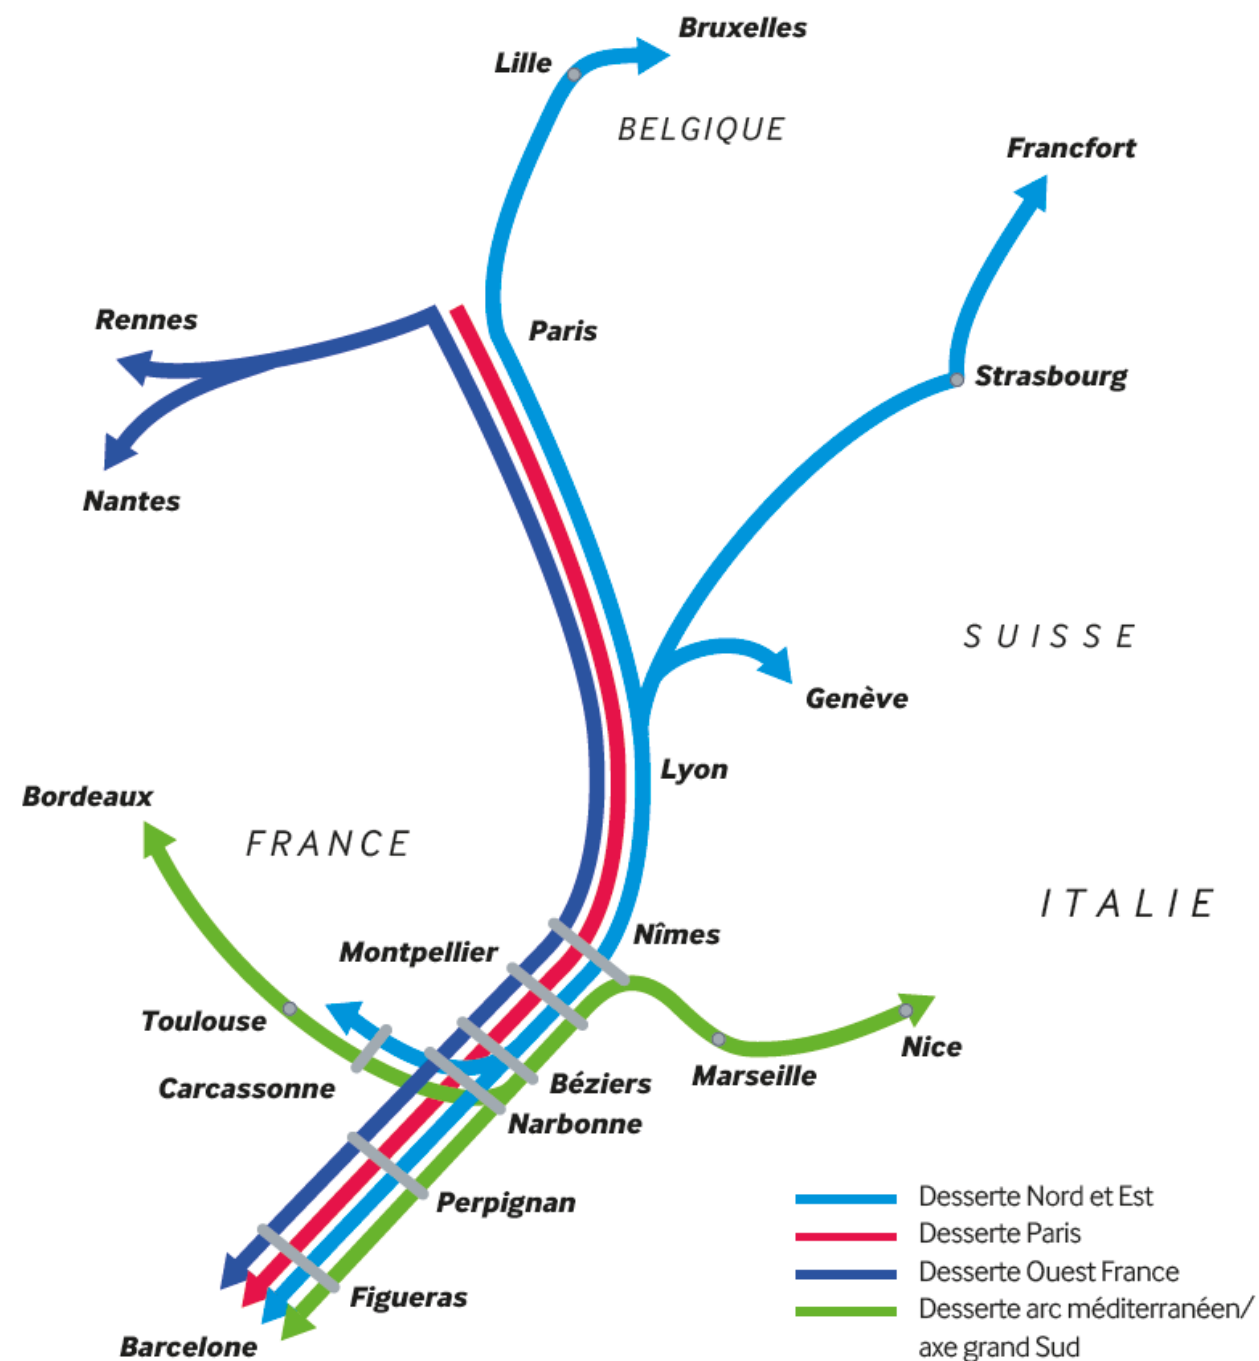 Bruxelles
Lille
BELGIQUE
Francfort
Rennes
Paris
Strasbourg
Nantes
SUISSE
Genève
Lyon
Bordeaux
FRANCE
ITALIE
Nîmes
Montpellier
Toulouse
Nice
Marseille
Carcassonne
Béziers
Narbonne
Perpignan
Figueras
Barcelone
Desserte Nord et Est
Desserte Paris
Desserte Ouest France
Desserte arc méditerranéen/
axe grand Sud